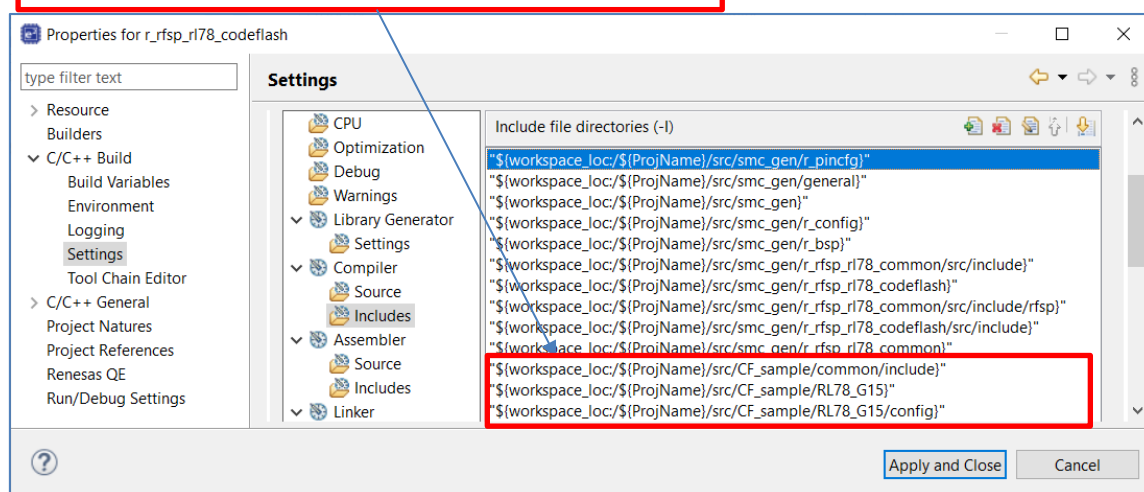 Properties for r_rfsp_rl78_codeflash
type filter text
Settings
Resource
Builders
C/C++ Build
Build Variables
Environment
Logging
Settings
Tool Chain Editor
C/C++ General
Project Natures
Project References
Renesas QE
Run/Debug Settings
CPU
Optimization
Debug
Warnings
Library Generator
Settings
Compiler
Source
Includes
Assembler
Source
Includes
Linker
Include file directories (-I)
"${workspace_loc:/${ProjName}/src/smc_gen/r_pincfg}"
"${workspace_loc:/${ProjName}/src/smc_gen/general}"
"${workspace_loc:/${ProjName}/src/smc_gen}"
"${workspace_loc:/${ProjName}/src/smc_gen/r_config}"
"${workspace_loc:/${ProjName}/src/smc_gen/r_bsp}"
"${workspace_loc:/${ProjName}/src/smc_gen/r_rfsp_rl78_common/src/include}"
"${workspace_loc:/${ProjName}/src/smc_gen/r_rfsp_rl78_codeflash}"
"${workspace_loc:/${ProjName}/src/smc_gen/r_rfsp_rl78_common/src/include/rfsp}"
"${workspace_loc:/${ProjName}/src/smc_gen/r_rfsp_rl78_codeflash/src/include}"
"${workspace_loc:/${ProjName}/src/smc_gen/r_rfsp_rl78_common}"
"${workspace_loc:/${ProjName}/src/CF_sample/common/include}"
"${workspace_loc:/${ProjName}/src/CF_sample/RL78_G15}"
"${workspace_loc:/${ProjName}/src/CF_sample/RL78_G15/config}"
Apply and Close
Cancel